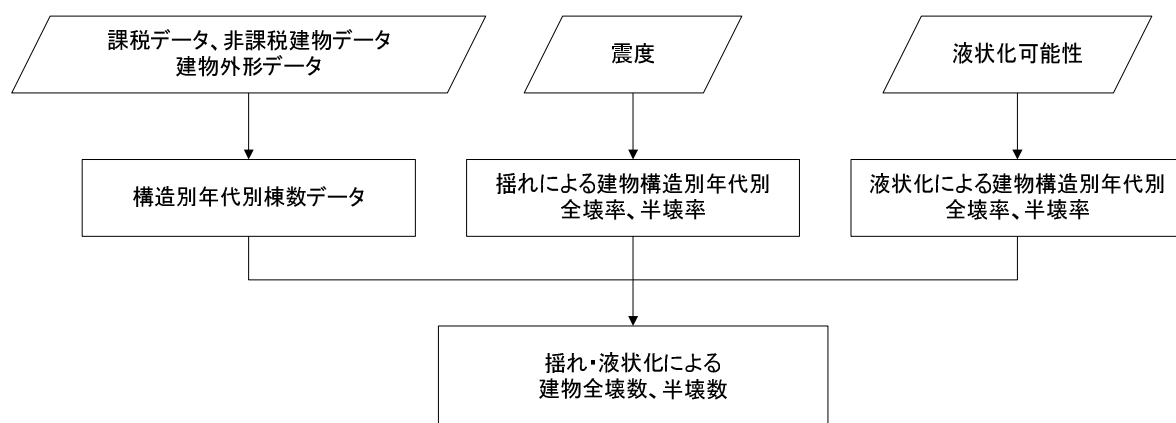 課税データ、非課税建物データ
建物外形データ
震度
液状化可能性
構造別年代別棟数データ
揺れによる建物構造別年代別
全壊率、半壊率
液状化による建物構造別年代別
全壊率、半壊率
揺れ・液状化による
建物全壊数、半壊数